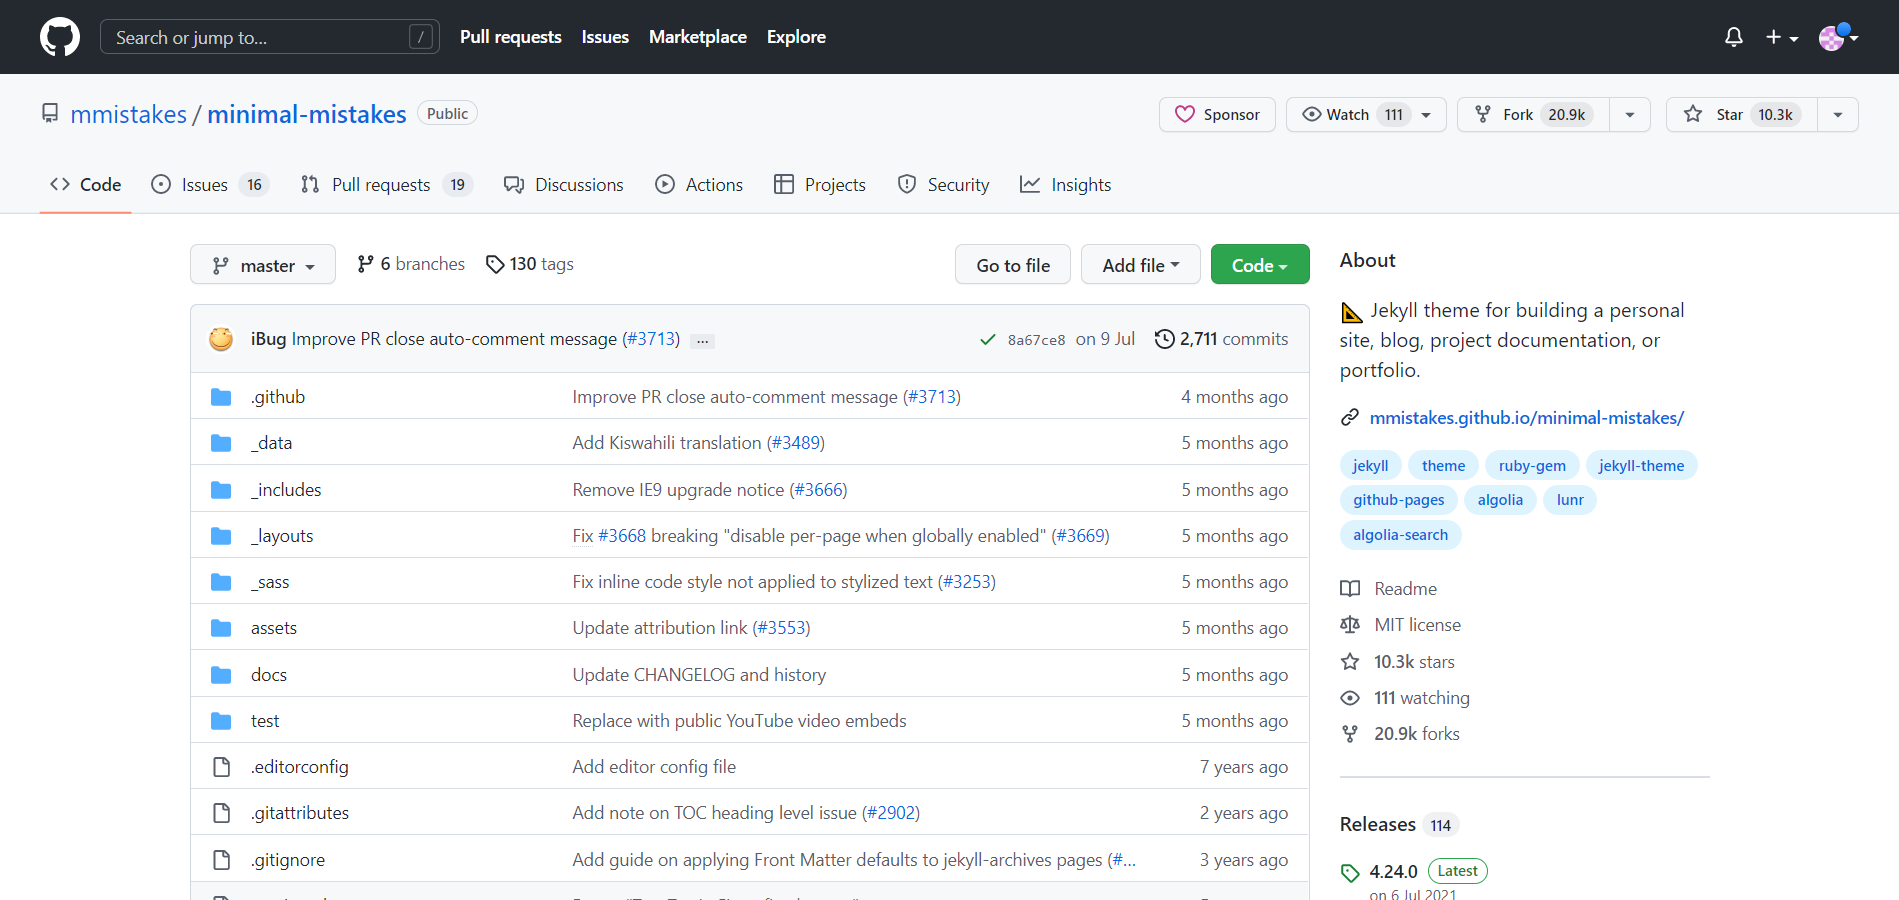 Search or jump to... /
Pull requests Issues Marketplace Explore
mmistakes / minimal-mistakes Public
Sponsor Watch 111 Fork 20.9k Star 10.3k
Code Issues 16 Pull requests 19 Discussions Actions Projects Security Insights
master 6 branches 130 tags Go to file Add file Code
iBug Improve PR close auto-comment message (#3713) ... 8a67ce8 on 9 Jul 2,711 commits
.github Improve PR close auto-comment message (#3713) 4 months ago
_data Add Kiswahili translation (#3489) 5 months ago
_includes Remove IE9 upgrade notice (#3666) 5 months ago
_layouts Fix #3668 breaking "disable per-page when globally enabled" (#3669) 5 months ago
_sass Fix inline code style not applied to stylized text (#3253) 5 months ago
assets Update attribution link (#3553) 5 months ago
docs Update CHANGELOG and history 5 months ago
test Replace with public YouTube video embeds 5 months ago
.editorconfig Add editor config file 7 years ago
.gitattributes Add note on TOC heading level issue (#2902) 2 years ago
.gitignore Add guide on applying Front Matter defaults to jekyll-archives pages (#... 3 years ago
About
Jekyll theme for building a personal
site, blog, project documentation, or
portfolio.
mmistakes.github.io/minimal-mistakes/
jekyll theme ruby-gem jekyll-theme
github-pages algolia lunr
algolia-search
Readme
MIT license
10.3k stars
111 watching
20.9k forks
Releases 114
4.24.0 Latest
on 6 Jul 2021